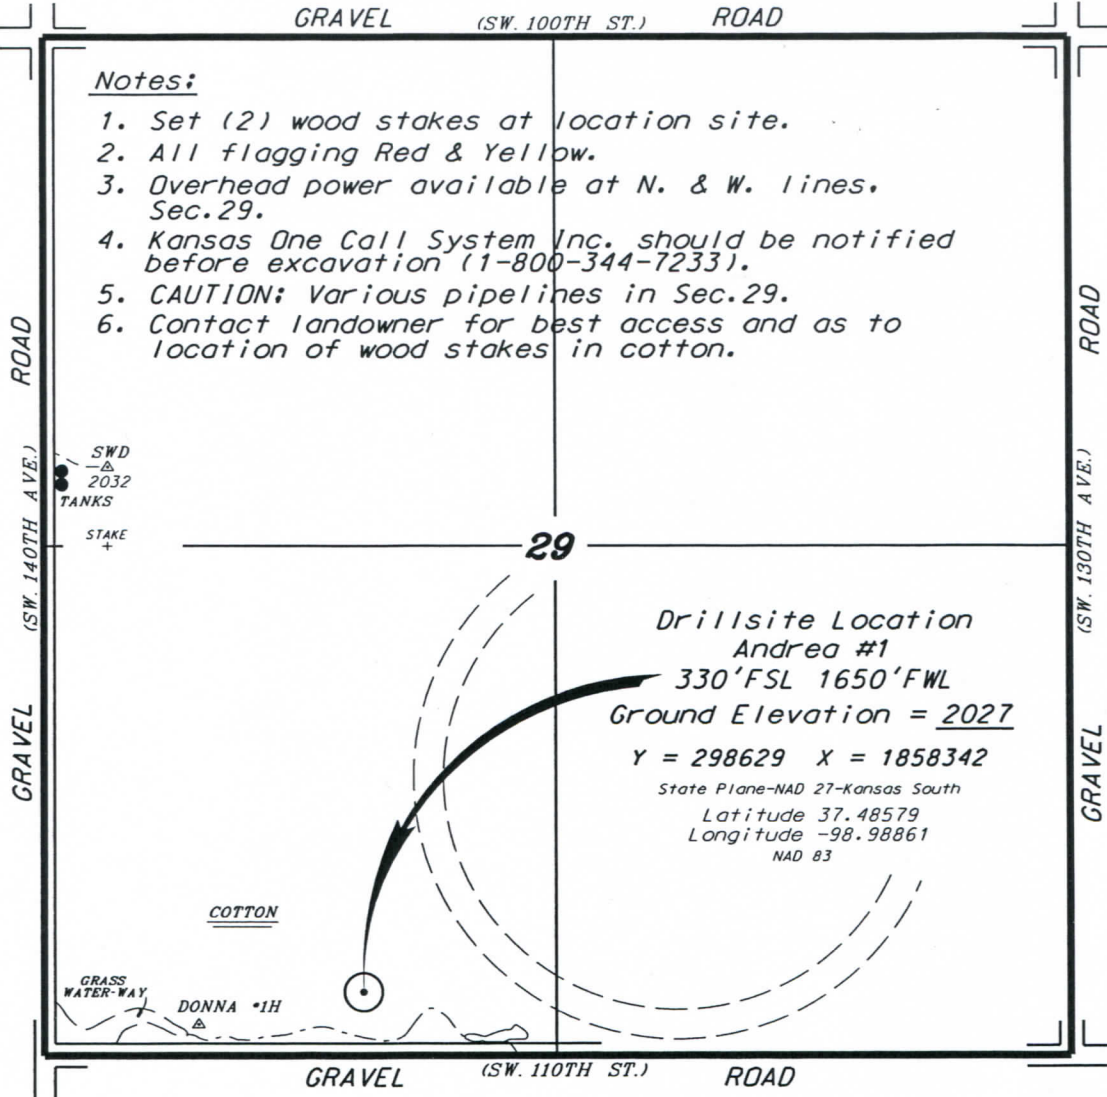 GRAVEL (SW. 100TH ST.) ROAD
Notes:
1. Set (2) wood stakes at location site.
2. All flagging Red & Yellow.
3. Overhead power available at N. & W. lines.
Sec.29.
4. Kansas One Call System Inc. should be notified
before excavation (1-800-344-7233).
5. CAUTION: Various pipelines in Sec.29.
6. Contact landowner for best access and as to
location of wood stakes in cotton.
GRAVEL (SW. 140TH AVE.) ROAD
GRAVEL (SW. 130TH AVE.) ROAD
SWD
2032
TANKS
STAKE
29
Drillsite Location
Andrea #1
330'FSL 1650'FWL
Ground Elevation = 2027
Y = 298629 X = 1858342
State Plane-NAD 27-Kansas South
Latitude 37.48579
Longitude -98.98861
NAD 83
COTTON
GRASS
WATER-WAY
DONNA #1H
GRAVEL (SW. 110TH ST.) ROAD